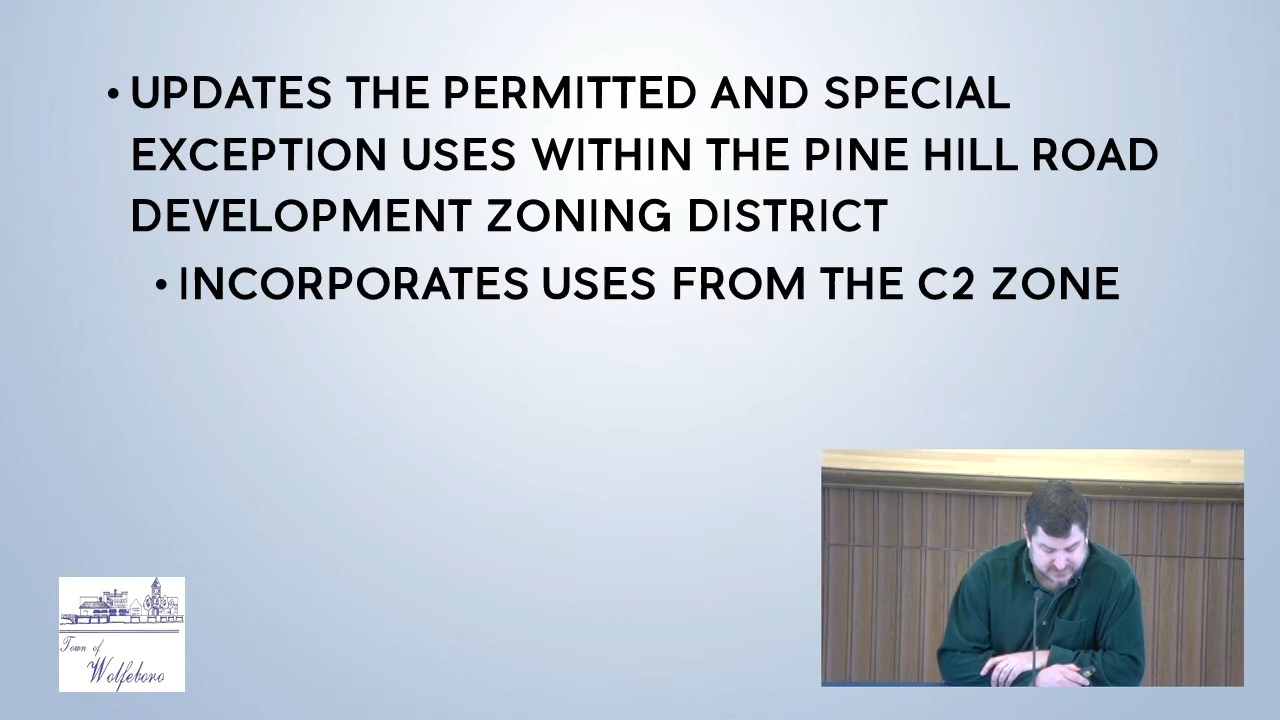 • UPDATES THE PERMITTED AND SPECIAL
EXCEPTION USES WITHIN THE PINE HILL ROAD
DEVELOPMENT ZONING DISTRICT
• INCORPORATES USES FROM THE C2 ZONE
Town of
Wolfeboro